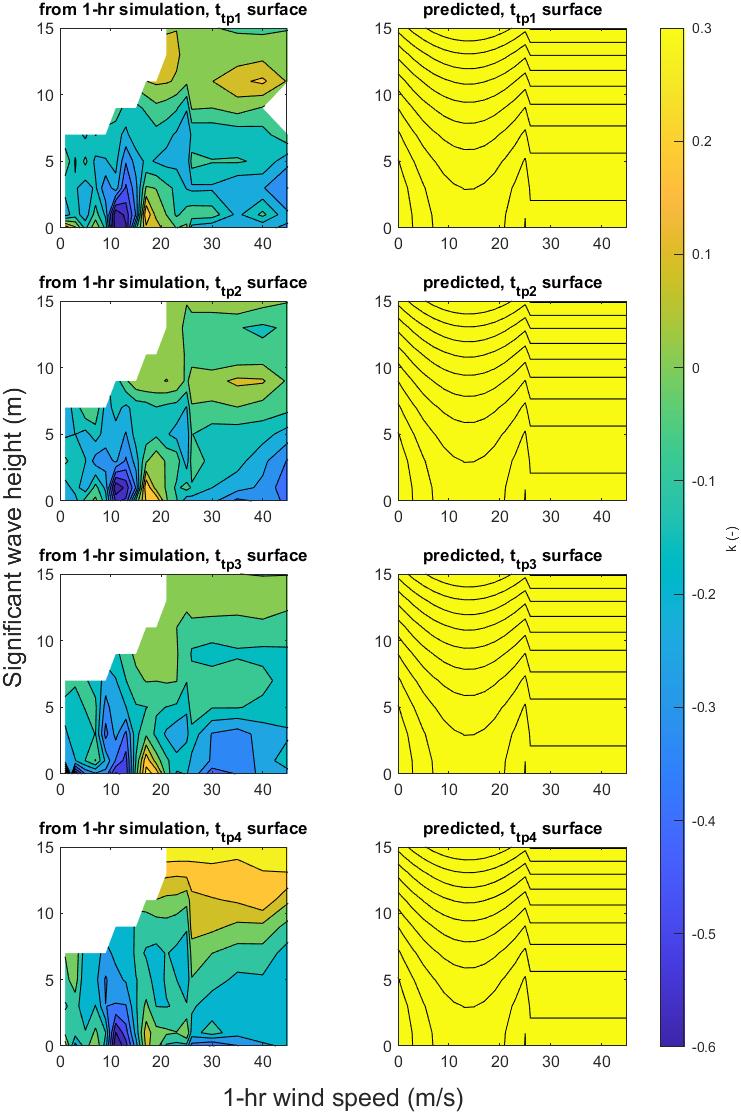 from 1-hr simulation, t_tp1 surface
predicted, t_tp1 surface
15
10
5
0
0 10 20 30 40
15
10
5
0
0 10 20 30 40
from 1-hr simulation, t_tp2 surface
predicted, t_tp2 surface
15
10
5
0
0 10 20 30 40
15
10
5
0
0 10 20 30 40
from 1-hr simulation, t_tp3 surface
predicted, t_tp3 surface
15
10
5
0
0 10 20 30 40
15
10
5
0
0 10 20 30 40
from 1-hr simulation, t_tp4 surface
predicted, t_tp4 surface
15
10
5
0
0 10 20 30 40
15
10
5
0
0 10 20 30 40
Significant wave height (m)
1-hr wind speed (m/s)
0.3
0.2
0.1
0
-0.1
-0.2
-0.3
-0.4
-0.5
-0.6
k (-)